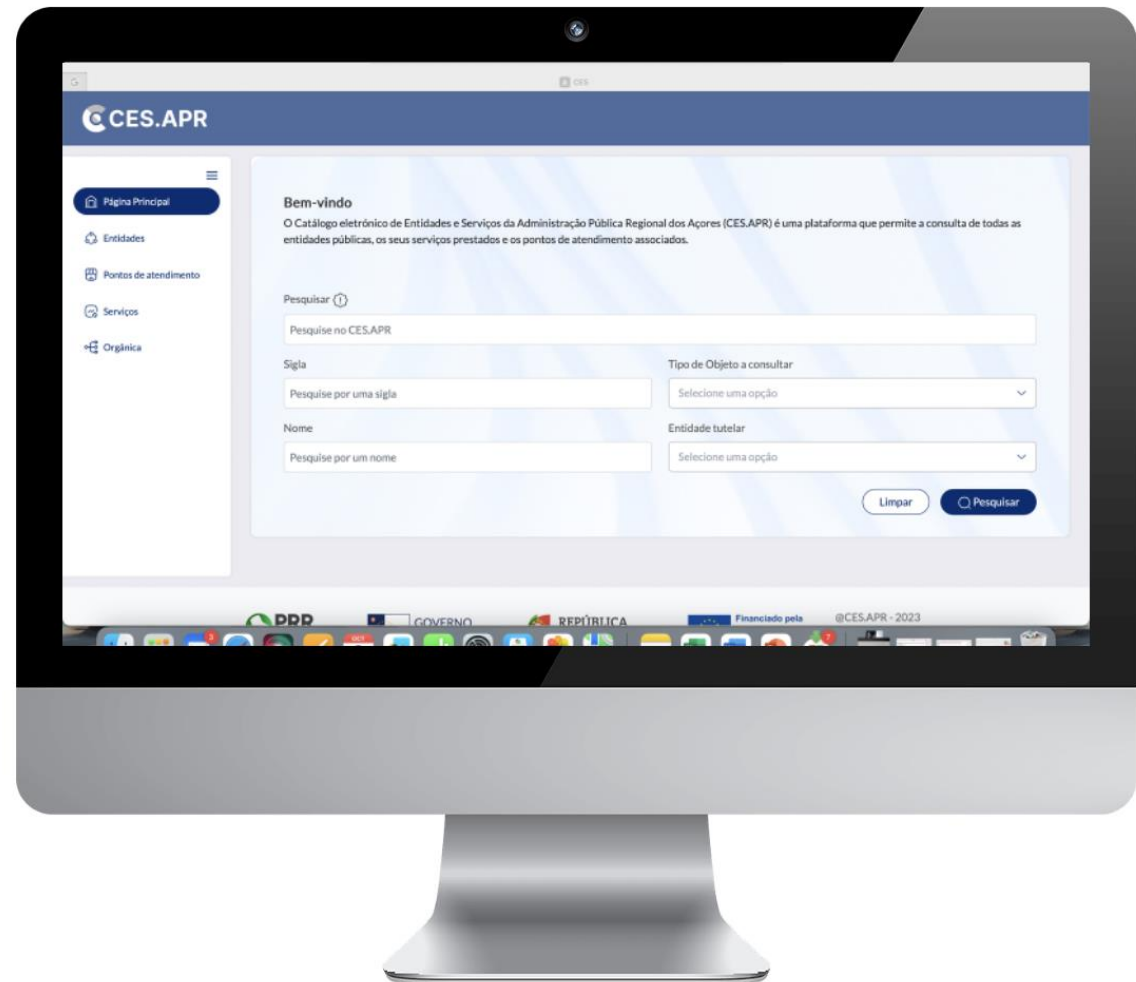 CES
CES.APR
Página Principal
Entidades
Pontos de atendimento
Serviços
Orgânica
Bem-vindo
O Catálogo eletrónico de Entidades e Serviços da Administração Pública Regional dos Açores (CES.APR) é uma plataforma que permite a consulta de todas as
entidades públicas, os seus serviços prestados e os pontos de atendimento associados.
Pesquisar
Pesquise no CES.APR
Sigla
Tipo de Objeto a consultar
Pesquise por uma sigla
Selecione uma opção
Nome
Entidade tutelar
Pesquise por um nome
Selecione uma opção
Limpar
Pesquisar
PRR
GOVERNO
REPÚBLICA
Financiado pela
@CES.APR - 2023
3
OCT
7